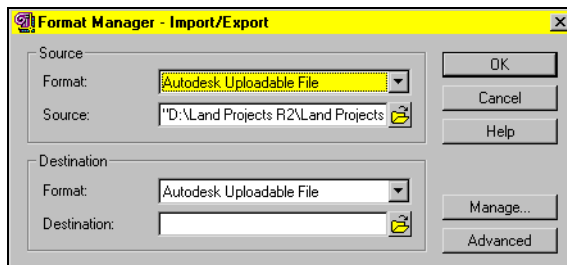 Format Manager - Import/Export
Source
Format:
Autodesk Uploadable File
Source:
"D:\Land Projects R2\Land Projects
Destination
Format:
Autodesk Uploadable File
Destination:
OK
Cancel
Help
Manage...
Advanced